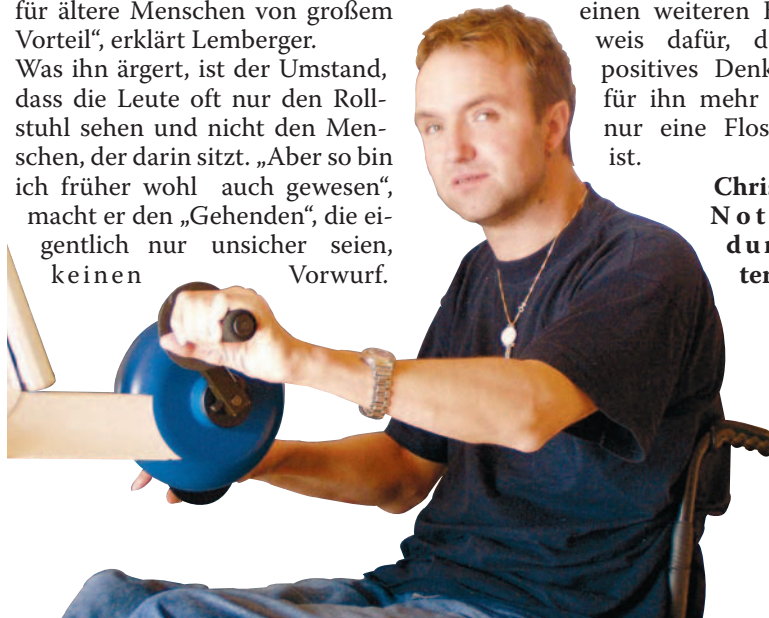 für ältere Menschen von großem
Vorteil“, erklärt Lemberger.
Was ihn ärgert, ist der Umstand,
dass die Leute oft nur den Roll-
stuhl sehen und nicht den Men-
schen, der darin sitzt. „Aber so bin
ich früher wohl auch gewesen“,
macht er den „Gehenden“, die ei-
gentlich nur unsicher seien,
keinen Vorwurf.
einen weiteren
weis dafür,
positives
für ihn mehr
nur eine
ist.